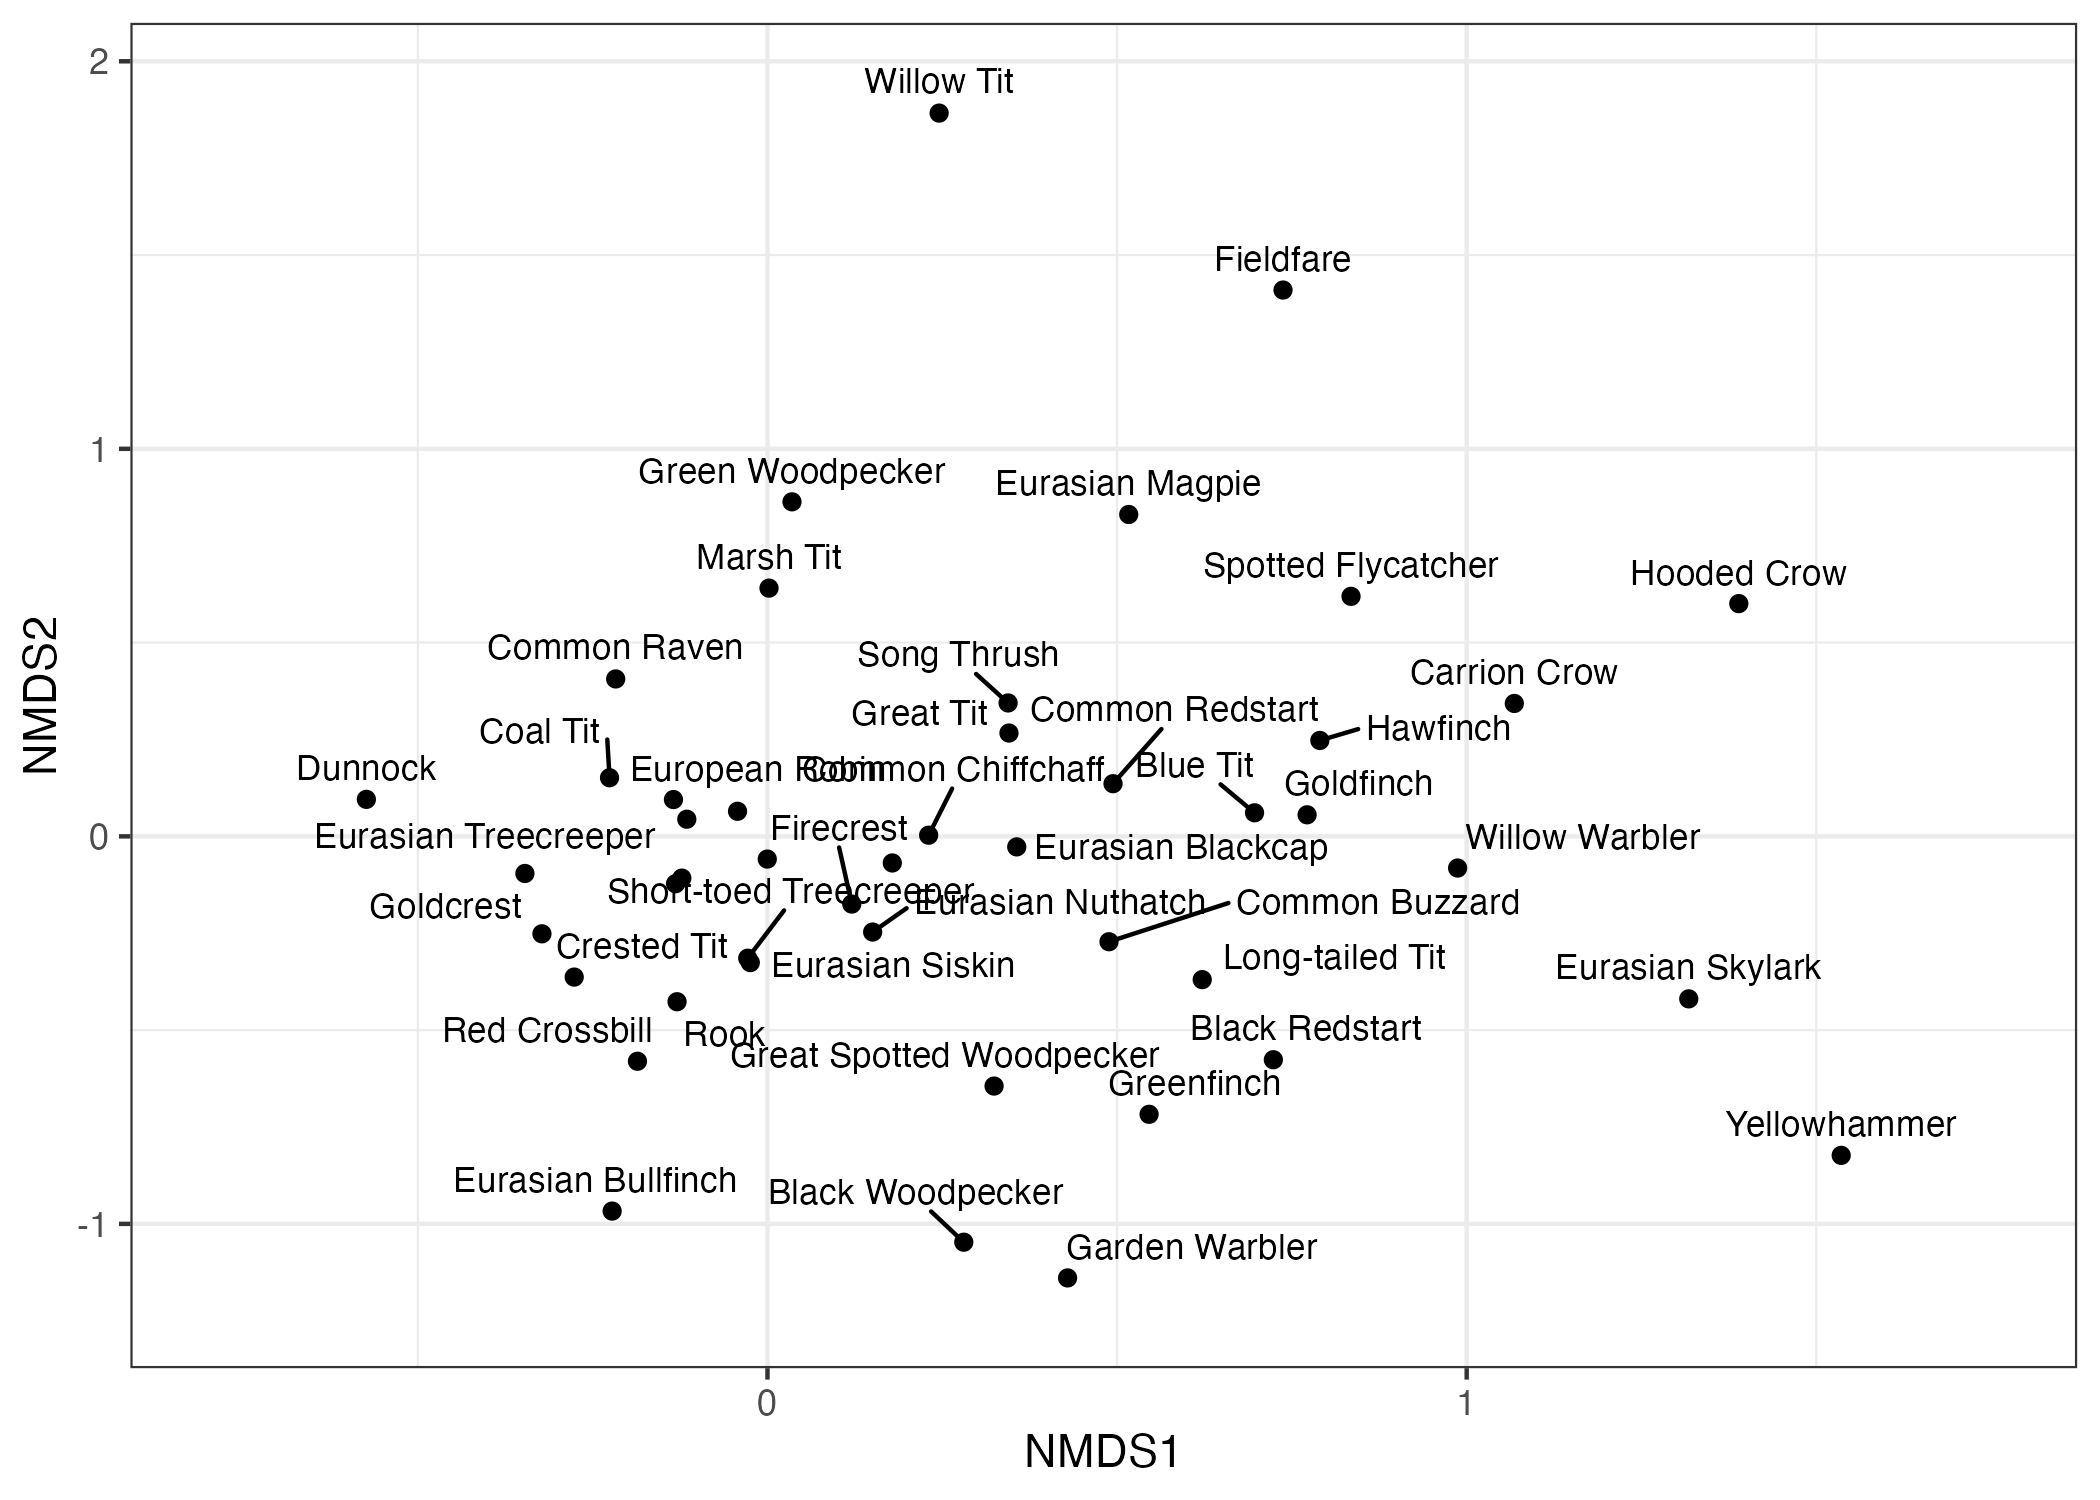 2
Willow Tit
Fieldfare
1
Green Woodpecker
Eurasian Magpie
Marsh Tit
Spotted Flycatcher
Hooded Crow
Common Raven
Song Thrush
Carrion Crow
Great Tit
Common Redstart
Hawfinch
Coal Tit
Dunnock
European Robin
Common Chiffchaff
Blue Tit
Goldfinch
0
Eurasian Treecreeper
Firecrest
Eurasian Blackcap
Willow Warbler
Goldcrest
Short-toed Treecreeper
Eurasian Nuthatch
Common Buzzard
Crested Tit
Eurasian Siskin
Long-tailed Tit
Eurasian Skylark
Red Crossbill
Rook
Black Redstart
Great Spotted Woodpecker
Greenfinch
Yellowhammer
Eurasian Bullfinch
Black Woodpecker
-1
Garden Warbler
0
1
NMDS1
NMDS2